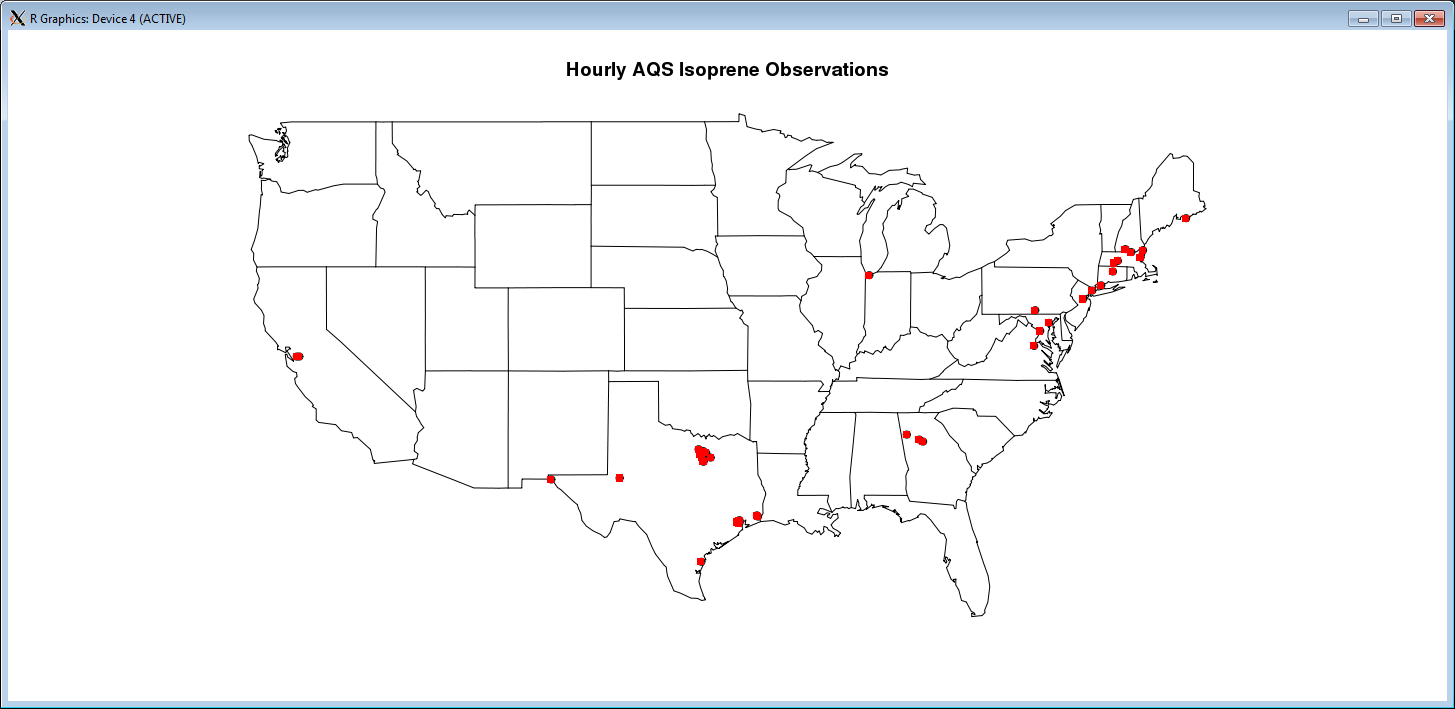 R Graphics: Device 4 (ACTIVE)
Hourly AQS Isoprene Observations